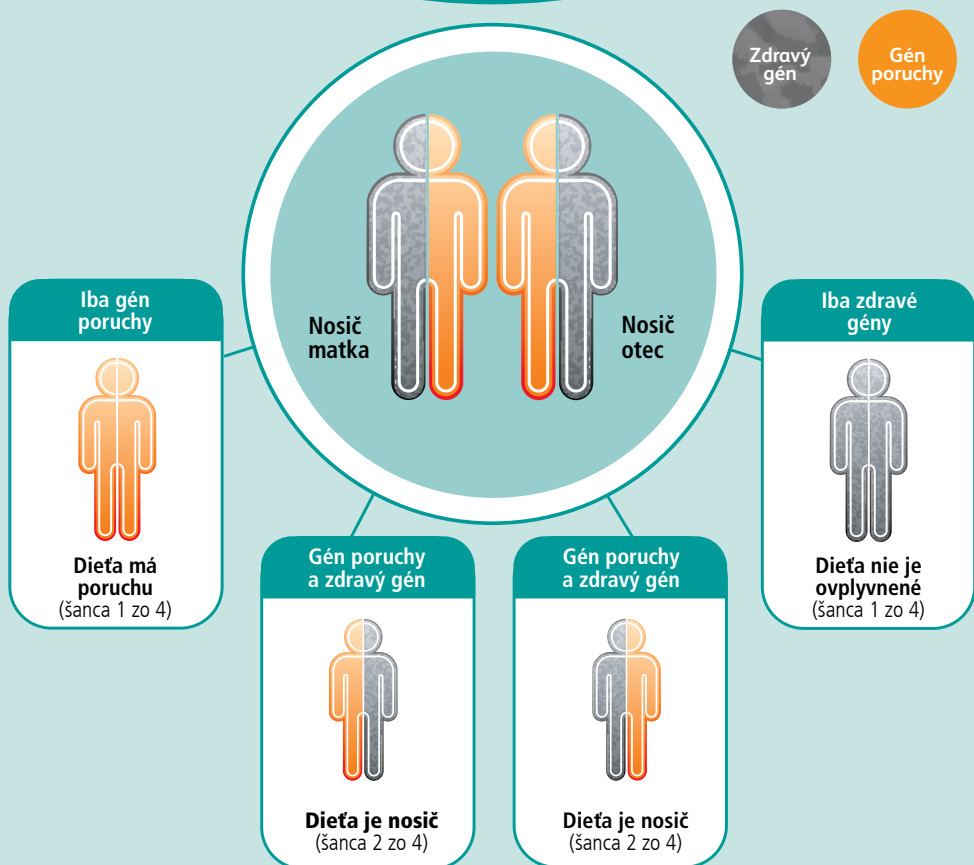 Zdravý
gén
Gén
poruchy
Nosič
matka
Nosič
otec
Iba gén
poruchy
Dieťa má
poruchu
(šanca 1 zo 4)
Gén poruchy
a zdravý gén
Dieťa je nosič
(šanca 2 zo 4)
Gén poruchy
a zdravý gén
Dieťa je nosič
(šanca 2 zo 4)
Iba zdravé
gény
Dieťa nie je
ovplyvnené
(šanca 1 zo 4)